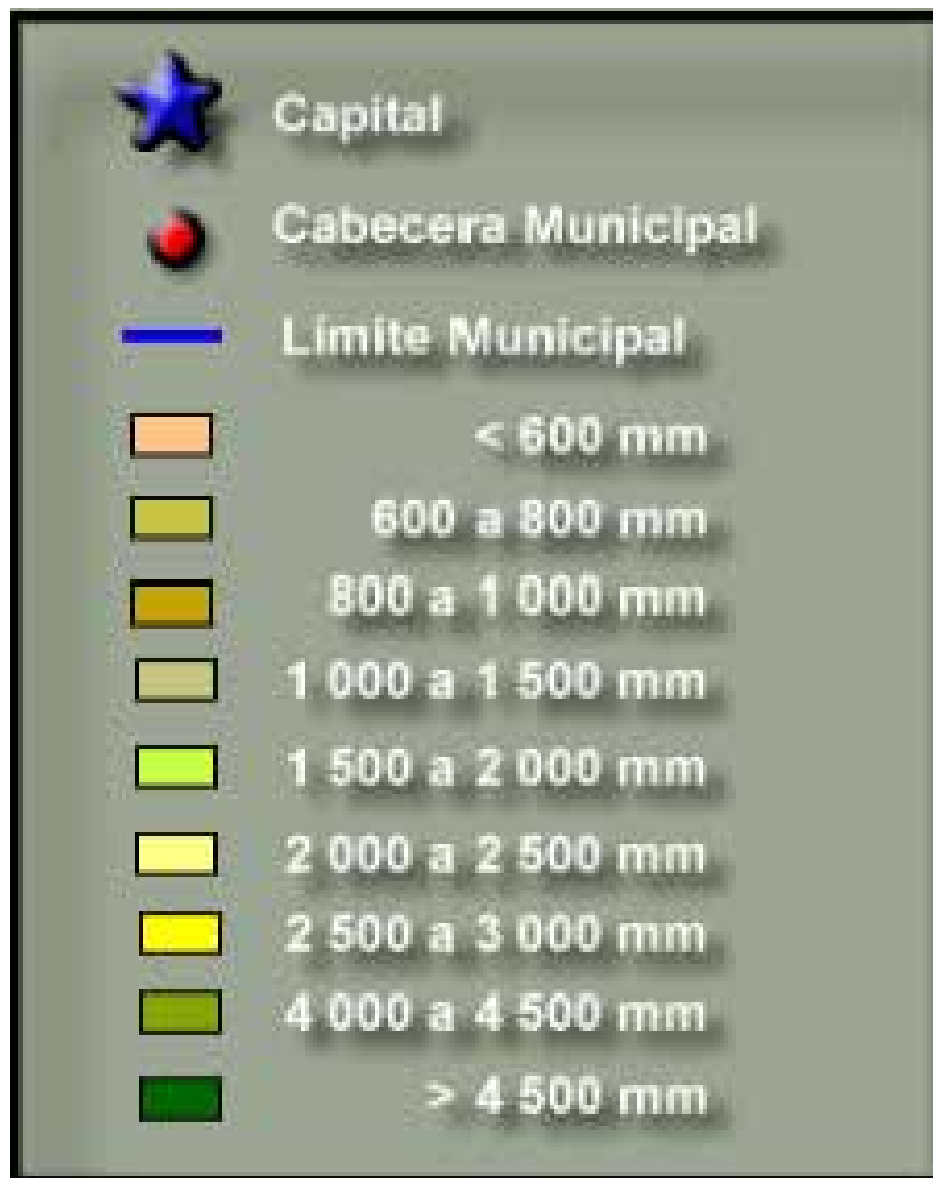 Capital
Cabecera Municipal
Límite Municipal
< 600 mm
600 a 800 mm
800 a 1 000 mm
1 000 a 1 500 mm
1 500 a 2 000 mm
2 000 a 2 500 mm
2 500 a 3 000 mm
4 000 a 4 500 mm
> 4 500 mm